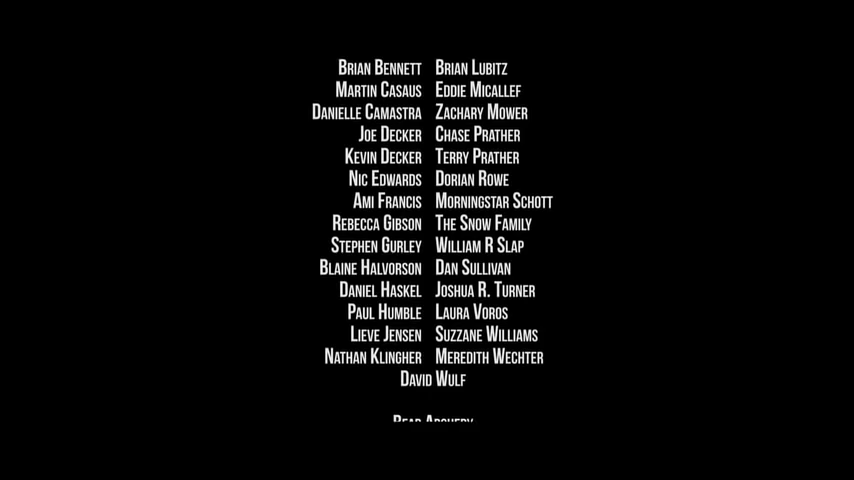 Brian Bennett Brian Lubitz
Martin Casaus Eddie Micallef
Danielle Camastra Zachary Mower
Joe Decker Chase Prather
Kevin Decker Terry Prather
Nic Edwards Dorian Rowe
Ami Francis Morningstar Schott
Rebecca Gibson The Snow Family
Stephen Gurley William R Slap
Blaine Halvorson Dan Sullivan
Daniel Haskel Joshua R. Turner
Paul Humble Laura Voros
Lieve Jensen Suzzane Williams
Nathan Klingher Meredith Wechter
David Wulf
Archery